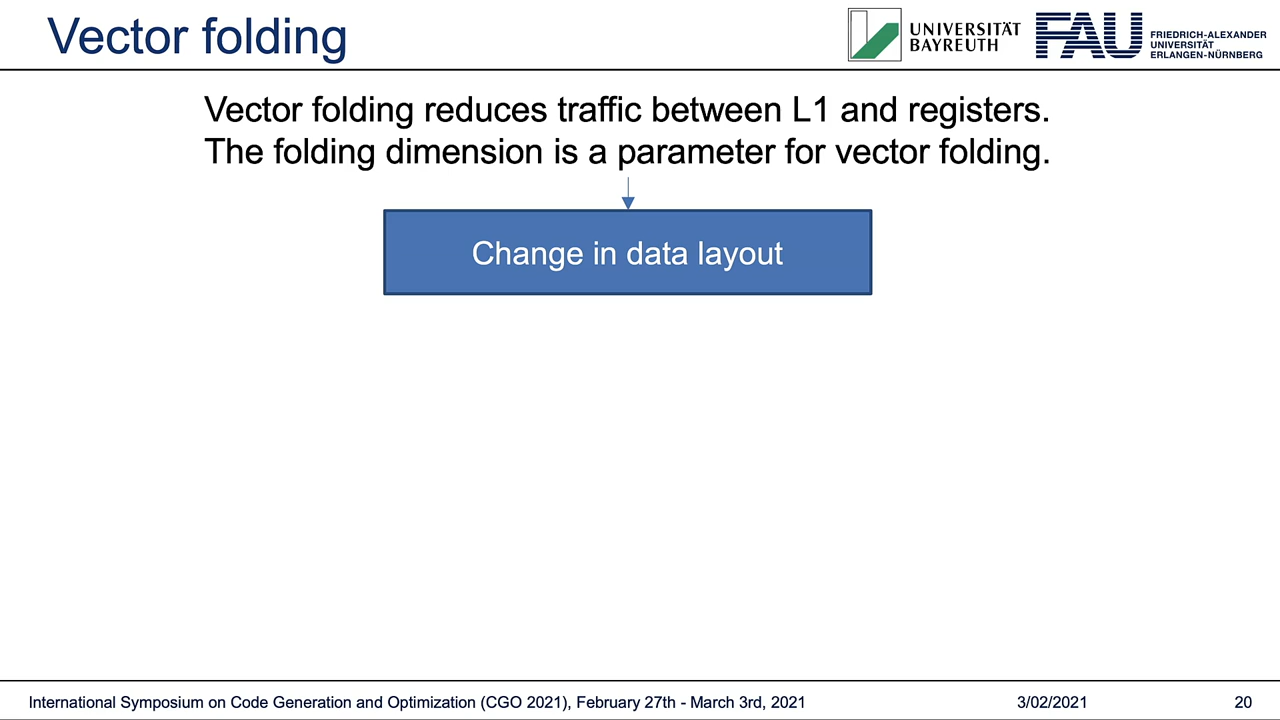 Vector folding
UNIVERSITÄT
BAYREUTH
FAU
FRIEDRICH-ALEXANDER
UNIVERSITÄT
ERLANGEN-NÜRNBERG
Vector folding reduces traffic between L1 and registers.
The folding dimension is a parameter for vector folding.
Change in data layout
International Symposium on Code Generation and Optimization (CGO 2021), February 27th - March 3rd, 2021
3/02/2021
20